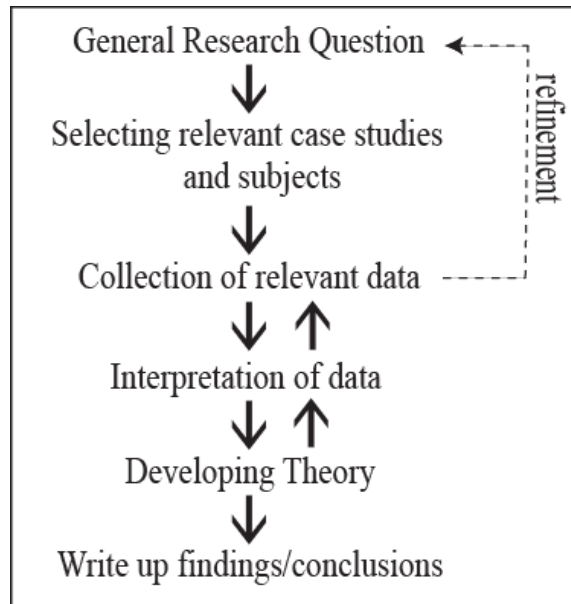 General Research Question
refinement
Selecting relevant case studies
and subjects
Collection of relevant data
Interpretation of data
Developing Theory
Write up findings/conclusions